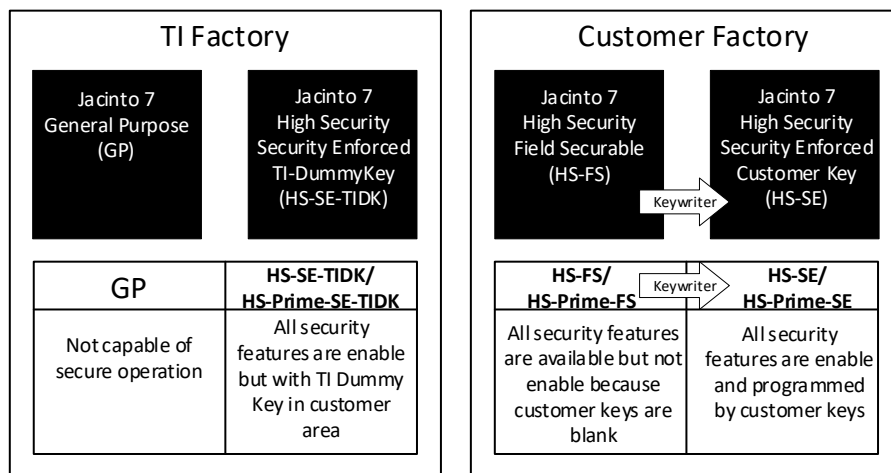 TI Factory
Jacinto 7
General Purpose
(GP)
Jacinto 7
High Security
Security Enforced
TI-DummyKey
(HS-SE-TIDK)
GP
HS-SE-TIDK/
HS-Prime-SE-TIDK
Not capable of
secure operation
All security
features are enable
but with TI Dummy
Key in customer
area
Customer Factory
Jacinto 7
High Security
Field Securable
(HS-FS)
Keywriter
Jacinto 7
High Security
Security Enforced
Customer Key
(HS-SE)
HS-FS/
HS-Prime-FS
Keywriter
HS-SE/
HS-Prime-SE
All security features
are available but not
enable because
customer keys are
blank
All security
features are enable
and programmed
by customer keys